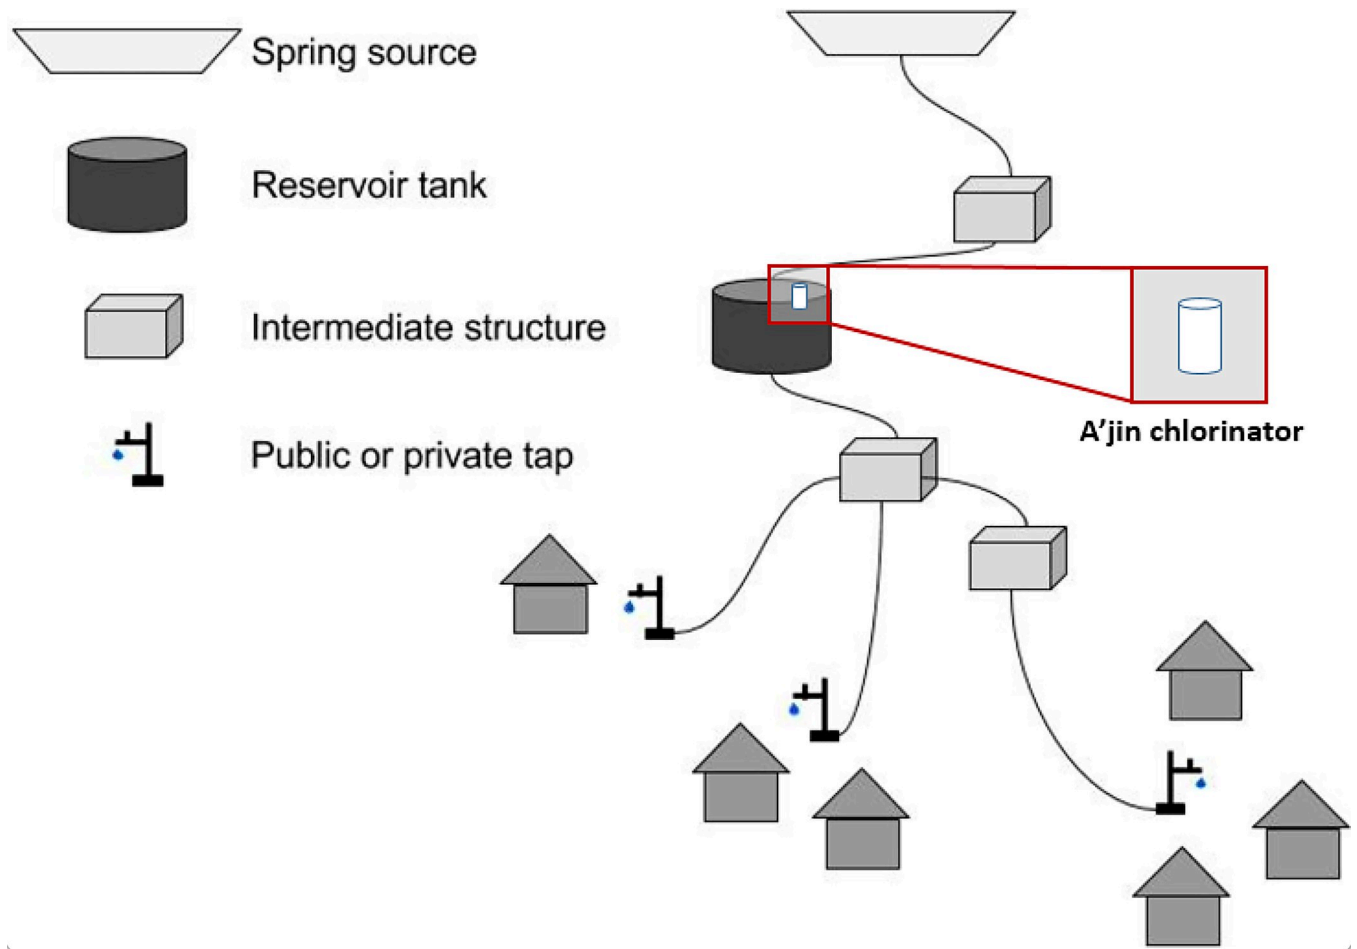 Spring source
Reservoir tank
Intermediate structure
A'jin chlorinator
Public or private tap